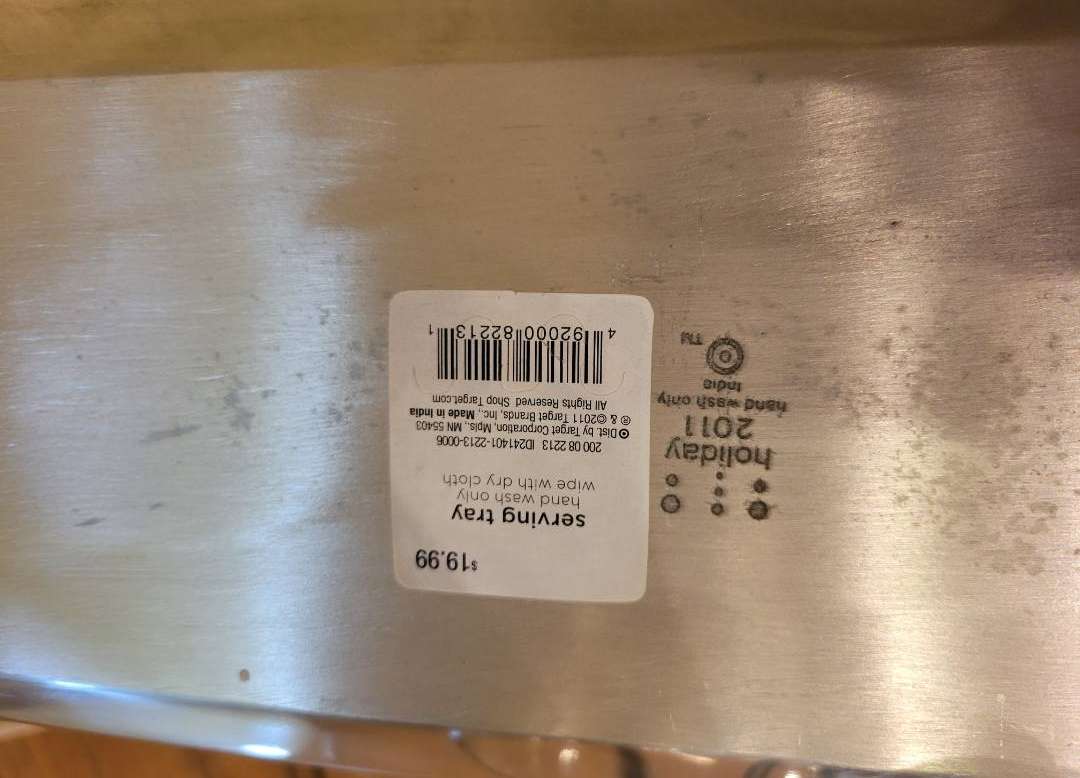 $19.99
serving tray
hand wash only
wipe with dry cloth
200 08 2213 ID241401-2213-0006
Dist. by Target Corporation, Mpls., MN 55403
® & ©2011 Target Brands, Inc., Made in India
All Rights Reserved Shop Target.com
4 92000 82213 1
holiday
2011
hand wash only
India
TM